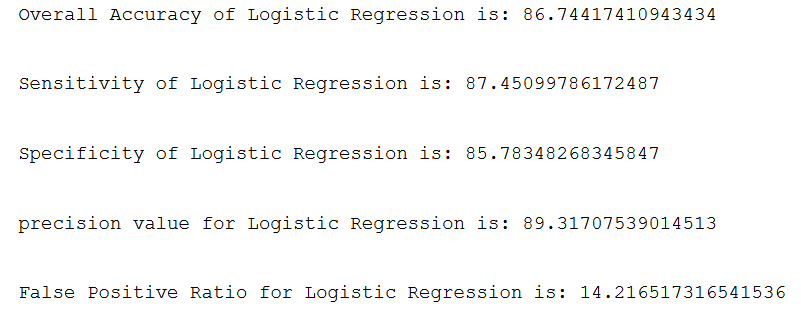 Overall Accuracy of Logistic Regression is: 86.74417410943434
Sensitivity of Logistic Regression is: 87.45099786172487
Specificity of Logistic Regression is: 85.78348268345847
precision value for Logistic Regression is: 89.31707539014513
False Positive Ratio for Logistic Regression is: 14.216517316541536